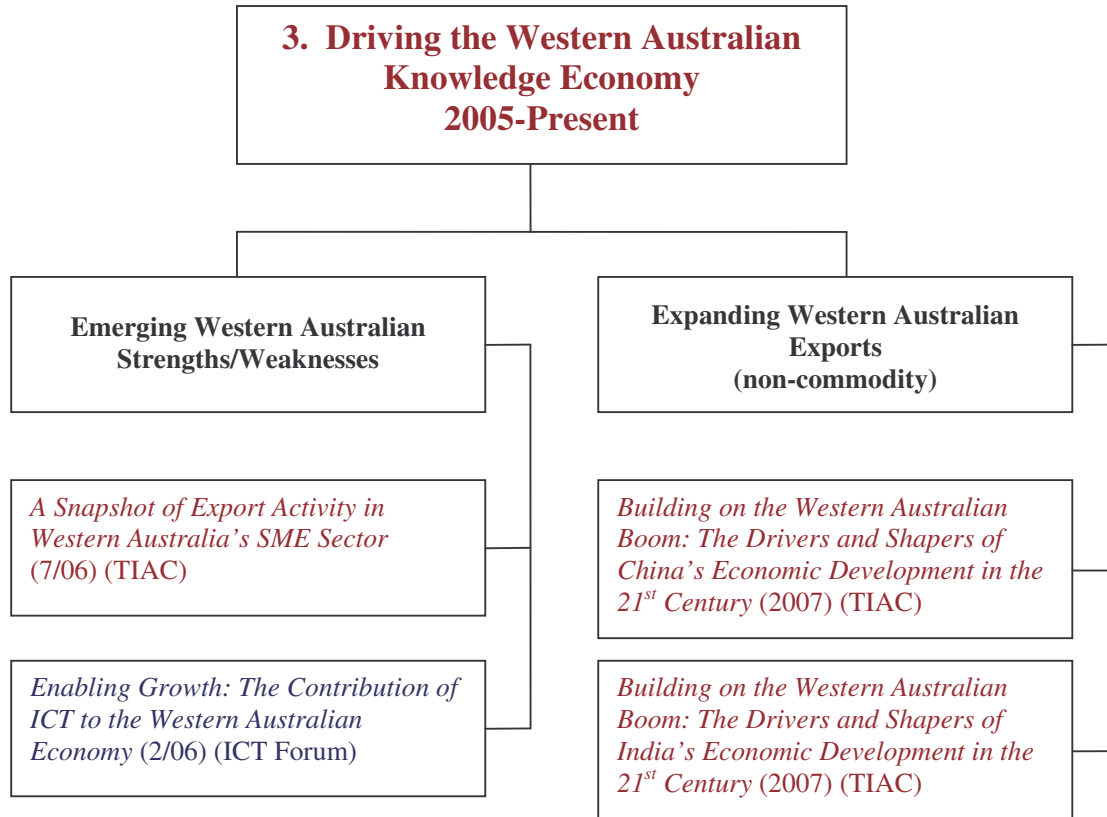 3. Driving the Western Australian
Knowledge Economy
2005-Present
Emerging Western Australian
Strengths/Weaknesses
Expanding Western Australian
Exports
(non-commodity)
A Snapshot of Export Activity in
Western Australia’s SME Sector
(7/06) (TIAC)
Building on the Western Australian
Boom: The Drivers and Shapers of
China’s Economic Development in the
21st Century (2007) (TIAC)
Enabling Growth: The Contribution of
ICT to the Western Australian
Economy (2/06) (ICT Forum)
Building on the Western Australian
Boom: The Drivers and Shapers of
India’s Economic Development in the
21st Century (2007) (TIAC)